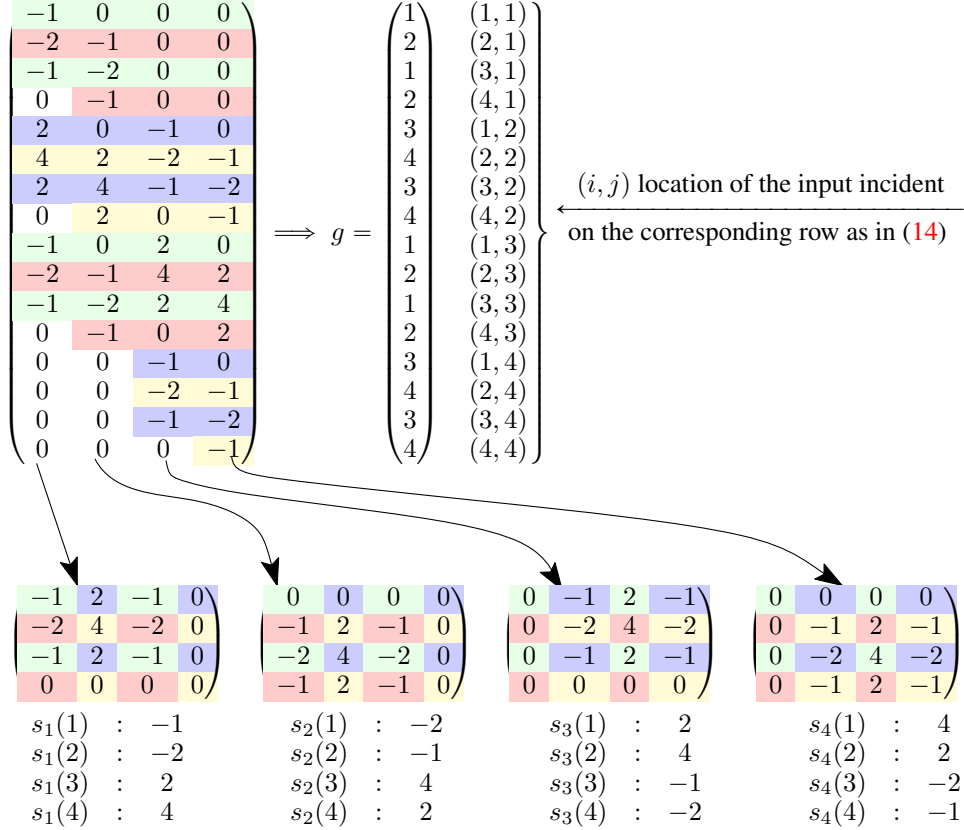 −1 0 0 0 1 (1, 1)
−2 −1 0 0 2 (2, 1)
−1 −2 0 0 1 (3, 1)
0 −1 0 0 2 (4, 1)
2 0 −1 0 3 (1, 2)
4 2 −2 −1 4 (2, 2)
2 4 −1 −2 3 (3, 2)
(i, j) location of the input incident
0 2 0 −1 4 (4, 2)
⟹ g =
on the corresponding row as in (14)
−1 0 2 0 1 (1, 3)
−2 −1 4 2 2 (2, 3)
−1 −2 2 4 1 (3, 3)
0 −1 0 2 2 (4, 3)
0 0 −1 0 3 (1, 4)
0 0 −2 −1 4 (2, 4)
0 0 −1 −2 3 (3, 4)
0 0 0 −1 4 (4, 4)
−1 2 −1 0
−2 4 −2 0
−1 2 −1 0
0 0 0 0
s1(1) : −1
s1(2) : −2
s1(3) : 2
s1(4) : 4
0 0 0 0
−1 2 −1 0
−2 4 −2 0
−1 2 −1 0
s2(1) : −2
s2(2) : −1
s2(3) : 4
s2(4) : 2
0 −1 2 −1
0 −2 4 −2
0 −1 2 −1
0 0 0 0
s3(1) : 2
s3(2) : 4
s3(3) : −1
s3(4) : −2
0 0 0 0
0 −1 2 −1
0 −2 4 −2
0 −1 2 −1
s4(1) : 4
s4(2) : 2
s4(3) : −2
s4(4) : −1